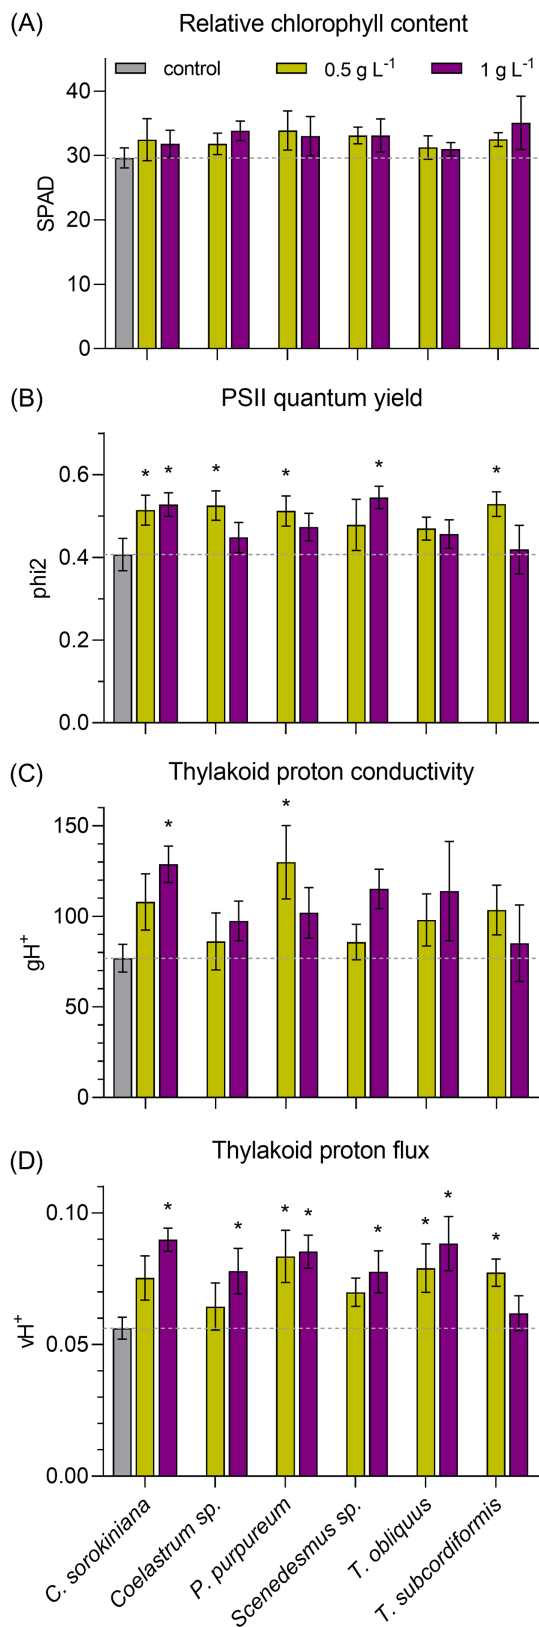 (A) Relative chlorophyll content
control 0.5 g L⁻¹ 1 g L⁻¹
40
30
20
10
0
SPAD
(B) PSII quantum yield
0.6
0.4
0.2
0.0
phi2
* * * * * *
(C) Thylakoid proton conductivity
150
100
50
0
gH⁺
* *
(D) Thylakoid proton flux
0.10
0.05
0.00
vH⁺
* * * * * * * *
C. sorokiniana
Coelastrum sp.
P. purpureum
Scenedesmus sp.
T. obliquus
T. subcordiformis